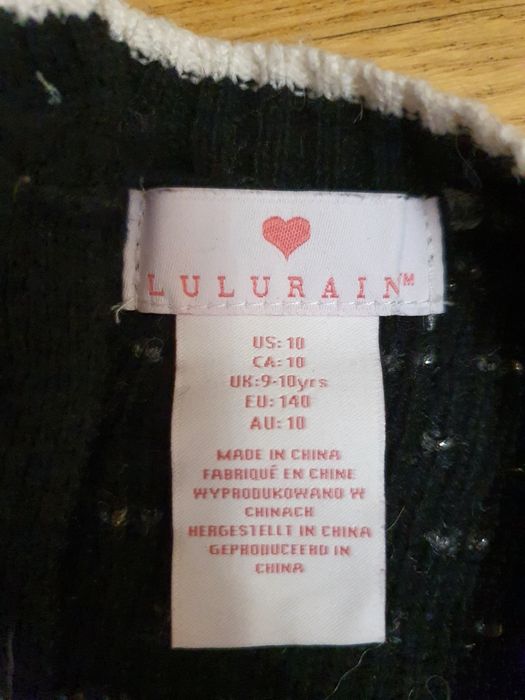 LULURAIN™
US: 10
CA: 10
UK:9-10yrs
EU: 140
AU: 10
MADE IN CHINA
FABRIQUÉ EN CHINE
WYPRODUKOWANO W
CHINACH
HERGESTELLT IN CHINA
GEPRODUCEERD IN
CHINA